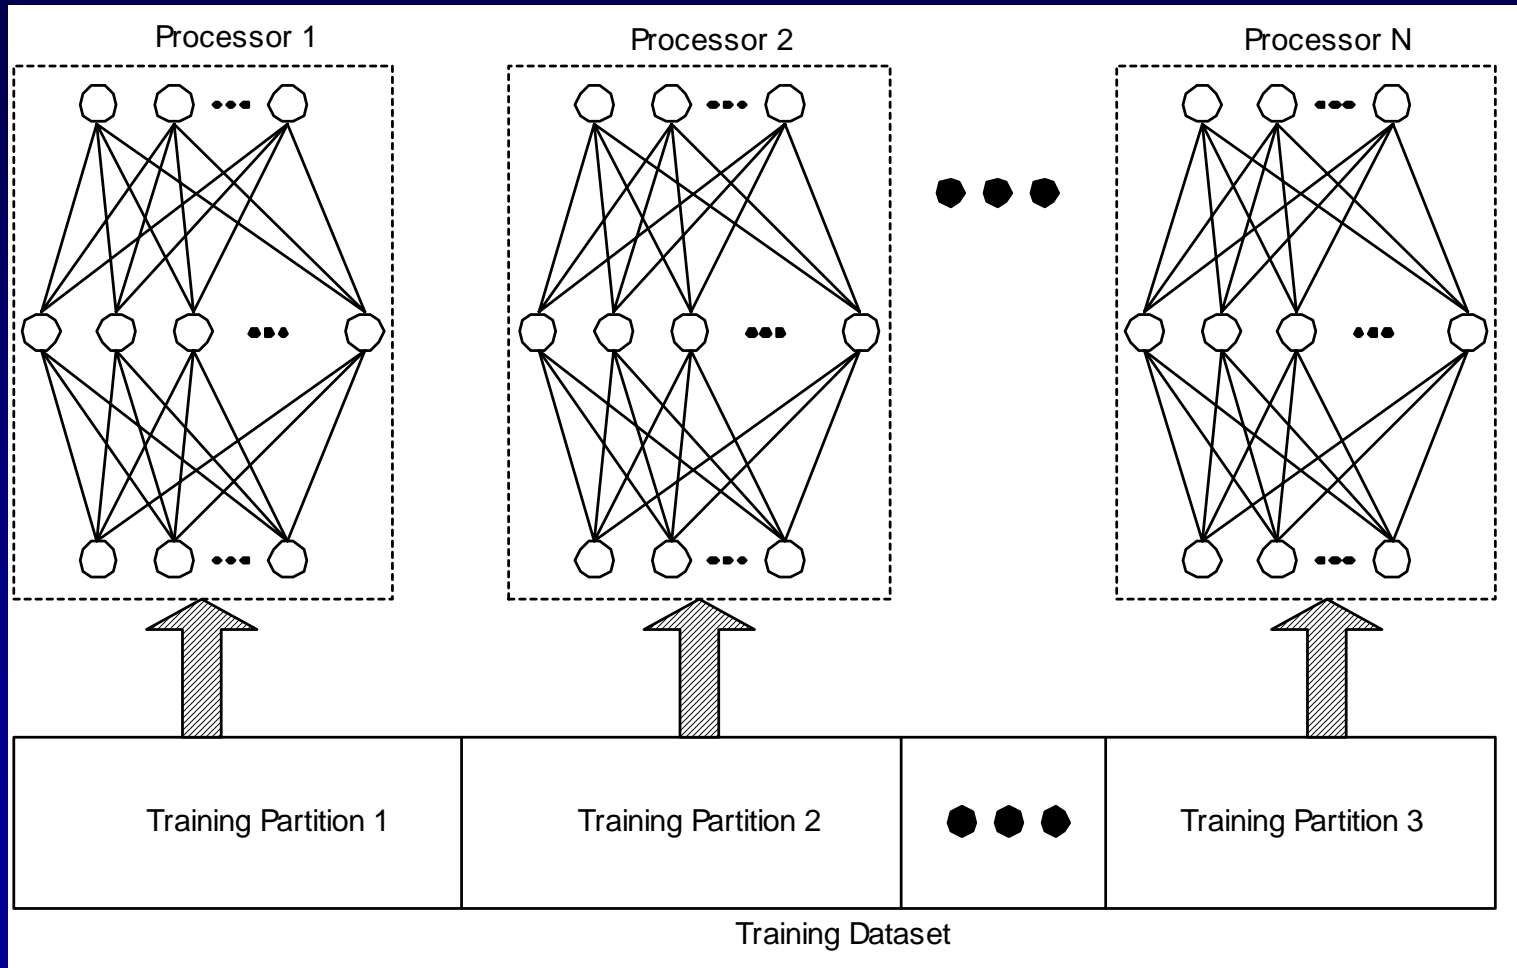 Processor 1
Processor 2
Processor N
Training Partition 1
Training Partition 2
Training Partition 3
Training Dataset